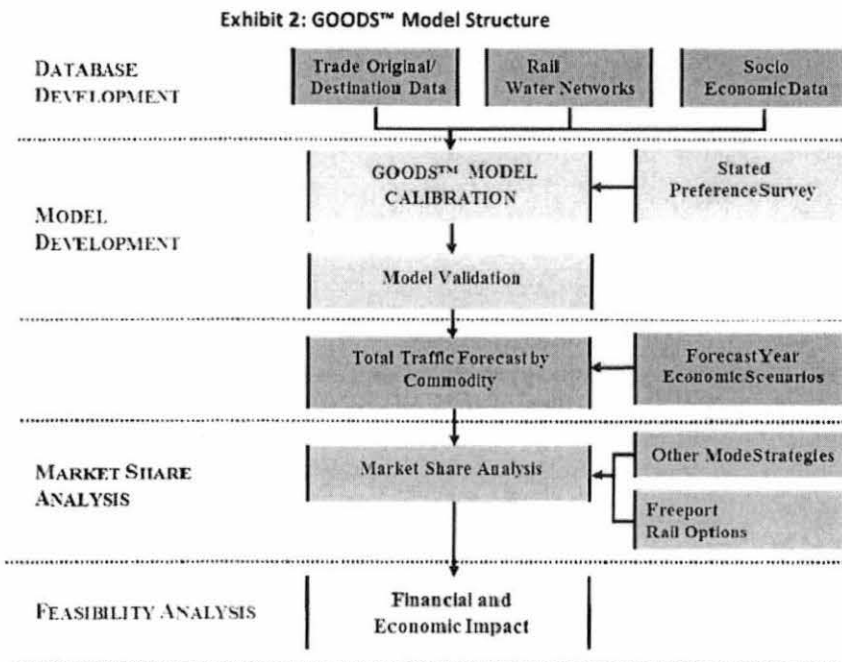 Exhibit 2: GOODS™ Model Structure
DATABASE
DEVELOPMENT
Trade Original/
Destination Data
Rail
Water Networks
Socio
EconomicData
MODEL
DEVELOPMENT
GOODS™ MODEL
CALIBRATION
Stated
PreferenceSurvey
Model Validation
Total Traffic Forecast by
Commodity
ForecastYear
EconomicScenarios
MARKET SHARE
ANALYSIS
Market Share Analysis
Other ModeStrategies
Freeport
Rail Options
FEASIBILITY ANALYSIS
Financial and
Economic Impact